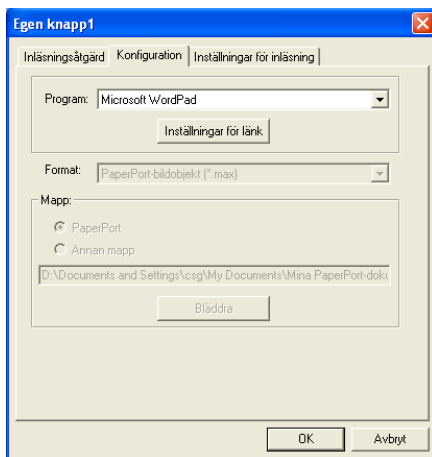 Egen knapp1
Inläsningsåtgärd Konfiguration Inställningar för inläsning
Program: Microsoft WordPad
Inställningar för länk
Format: PaperPort-bildobjekt (*.max)
Mapp:
PaperPort
Annan mapp
D:\Documents and Settings\csg\My Documents\Mina PaperPort-doku
Bläddra
OK Avbryt